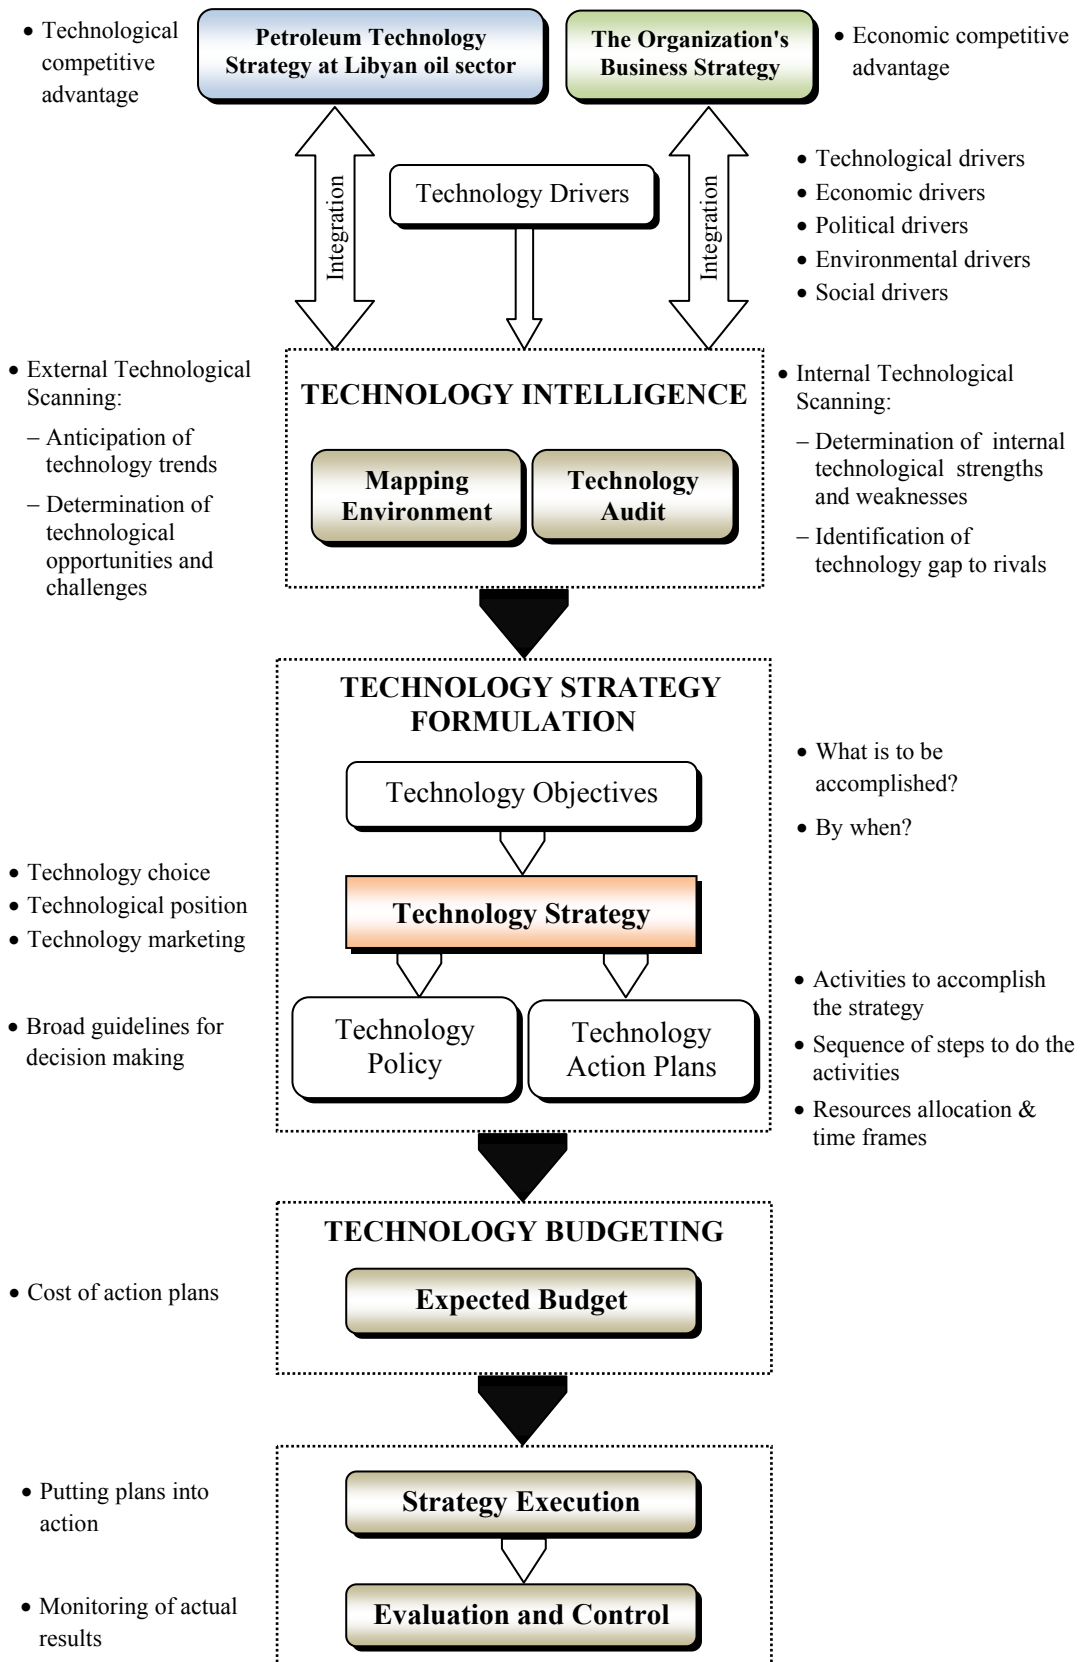 • Technological
competitive
advantage
Petroleum Technology
Strategy at Libyan oil sector
The Organization's
Business Strategy
• Economic competitive
advantage
Integration
Technology Drivers
Integration
• Technological drivers
• Economic drivers
• Political drivers
• Environmental drivers
• Social drivers
• External Technological
Scanning:
– Anticipation of
technology trends
– Determination of
technological
opportunities and
challenges
TECHNOLOGY INTELLIGENCE
Mapping
Environment
Technology
Audit
• Internal Technological
Scanning:
– Determination of internal
technological strengths
and weaknesses
– Identification of
technology gap to rivals
TECHNOLOGY STRATEGY
FORMULATION
Technology Objectives
• What is to be
accomplished?
• By when?
• Technology choice
• Technological position
• Technology marketing
Technology Strategy
• Broad guidelines for
decision making
Technology
Policy
Technology
Action Plans
• Activities to accomplish
the strategy
• Sequence of steps to do the
activities
• Resources allocation &
time frames
TECHNOLOGY BUDGETING
• Cost of action plans
Expected Budget
• Putting plans into
action
Strategy Execution
• Monitoring of actual
results
Evaluation and Control